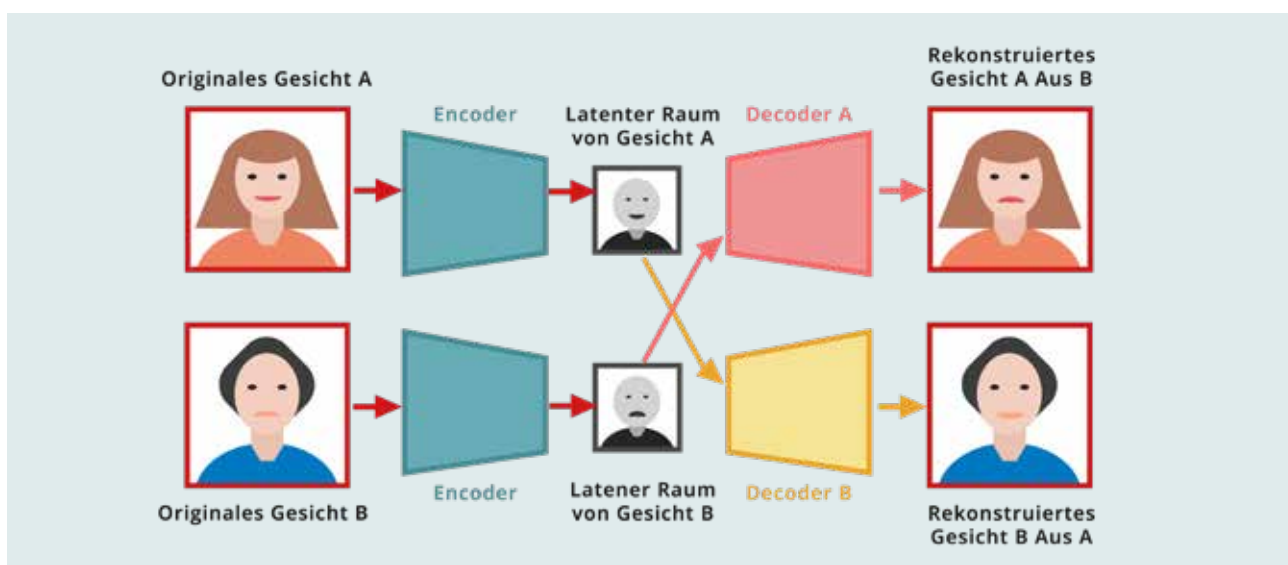 Originales Gesicht A
Encoder
Latenter Raum
von Gesicht A
Decoder A
Rekonstruiertes
Gesicht A Aus B
Originales Gesicht B
Encoder
Latener Raum
von Gesicht B
Decoder B
Rekonstruiertes
Gesicht B Aus A